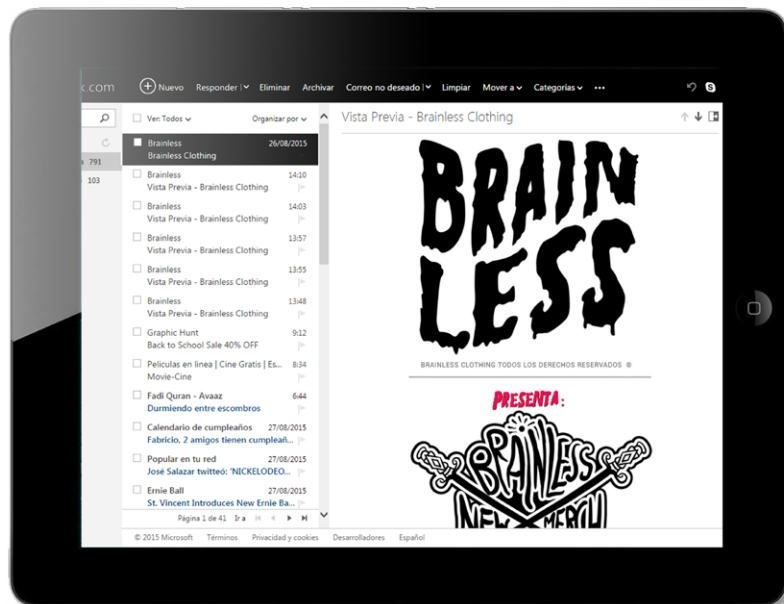 k.com
Nuevo Responder Eliminar Archivar Correo no deseado Limpiar Mover a Categorías •••
Ver: Todos Organizar por
Vista Previa - Brainless Clothing
791
103
Brainless 26/08/2015
Brainless Clothing
Brainless 14:10
Vista Previa - Brainless Clothing
Brainless 14:03
Vista Previa - Brainless Clothing
Brainless 13:57
Vista Previa - Brainless Clothing
Brainless 13:55
Vista Previa - Brainless Clothing
Brainless 13:48
Vista Previa - Brainless Clothing
Graphic Hunt 9:12
Back to School Sale 40% OFF
Peliculas en linea | Cine Gratis | Es... 8:34
Movie-Cine
Fadi Quran - Avaaz 6:44
Durmiendo entre escombros
Calendario de cumpleaños 27/08/2015
Fabricio, 2 amigos tienen cumpleañ...
Popular en tu red 27/08/2015
José Salazar twitteó: 'NICKELODEO...
Ernie Ball 27/08/2015
St. Vincent Introduces New Ernie Ba...
Página 1 de 41 Ir a
BRAIN
LESS
BRAINLESS CLOTHING TODOS LOS DERECHOS RESERVADOS ®
PRESENTA:
BRAINLESS
NEW MERCH
© 2015 Microsoft Términos Privacidad y cookies Desarrolladores Español